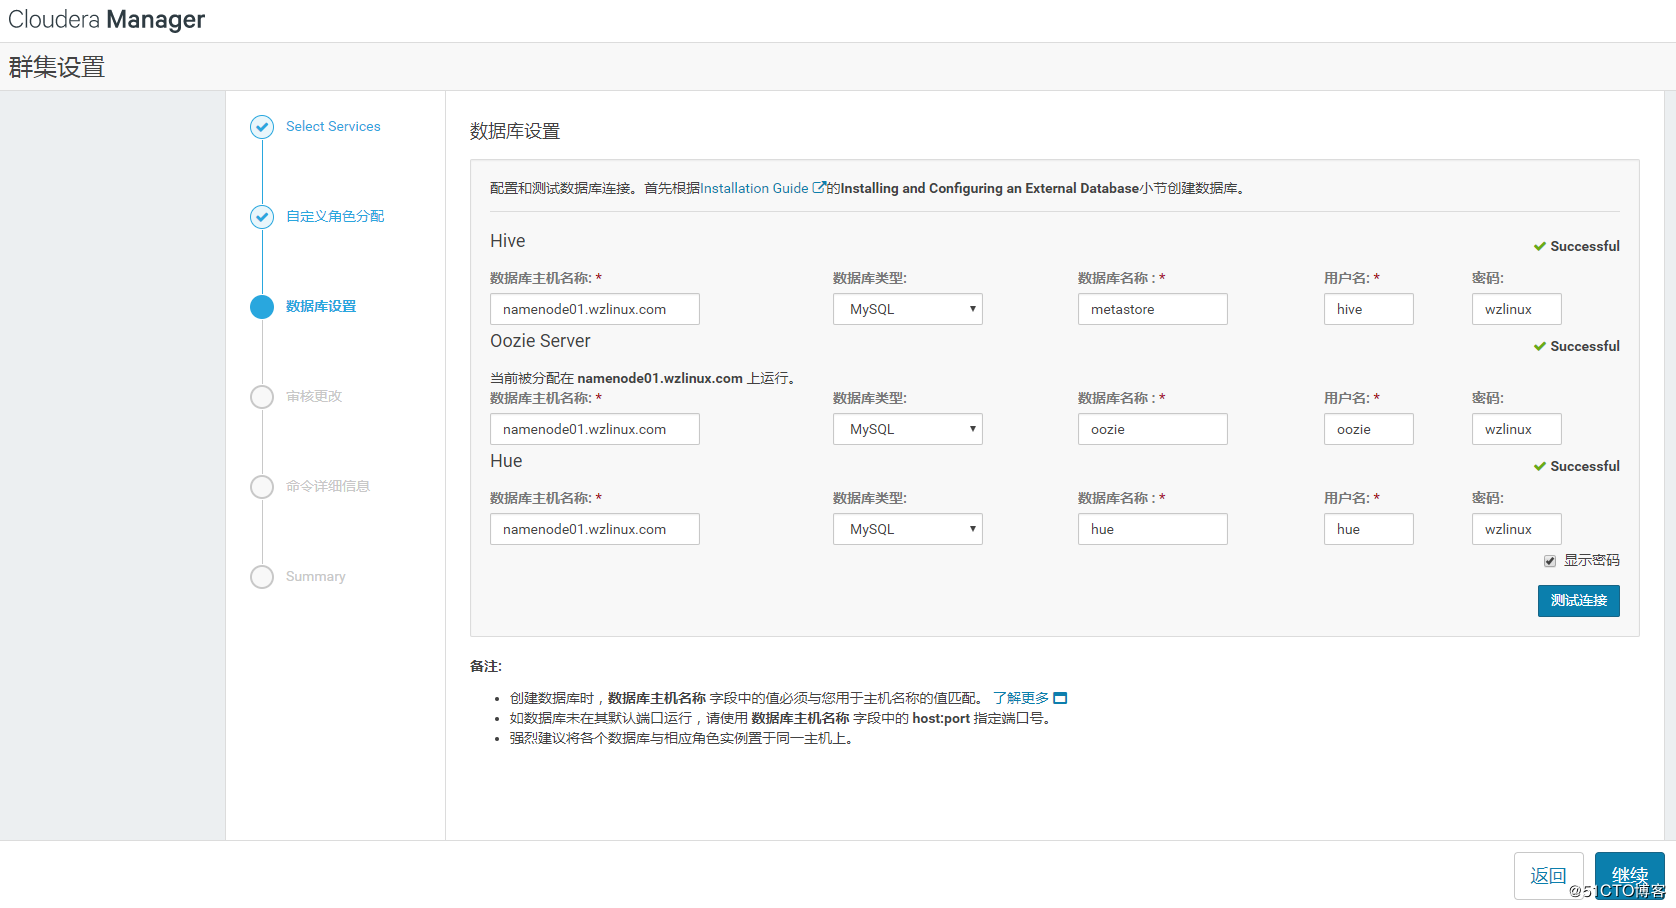 Cloudera Manager
群集设置
Select Services
自定义角色分配
数据库设置
审核更改
命令详细信息
Summary
数据库设置
配置和测试数据库连接。首先根据Installation Guide 的Installing and Configuring an External Database小节创建数据库。
Hive
Successful
数据库主机名称: * 数据库类型: 数据库名称 : * 用户名: * 密码:
namenode01.wzlinux.com MySQL metastore hive wzlinux
Oozie Server
Successful
当前被分配在 namenode01.wzlinux.com 上运行。
数据库主机名称: * 数据库类型: 数据库名称 : * 用户名: * 密码:
namenode01.wzlinux.com MySQL oozie oozie wzlinux
Hue
Successful
数据库主机名称: * 数据库类型: 数据库名称 : * 用户名: * 密码:
namenode01.wzlinux.com MySQL hue hue wzlinux
显示密码
测试连接
备注:
• 创建数据库时，数据库主机名称 字段中的值必须与您用于主机名称的值匹配。 了解更多
• 如数据库未在其默认端口运行，请使用 数据库主机名称 字段中的 host:port 指定端口号。
• 强烈建议将各个数据库与相应角色实例置于同一主机上。
返回 继续
@51CTO博客